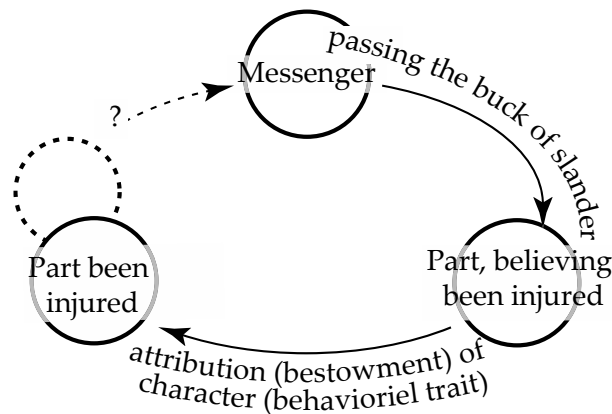 Messenger
passing the buck of slander
?
Part been
injured
Part, believing
been injured
attribution (bestowment) of
character (behavioriel trait)